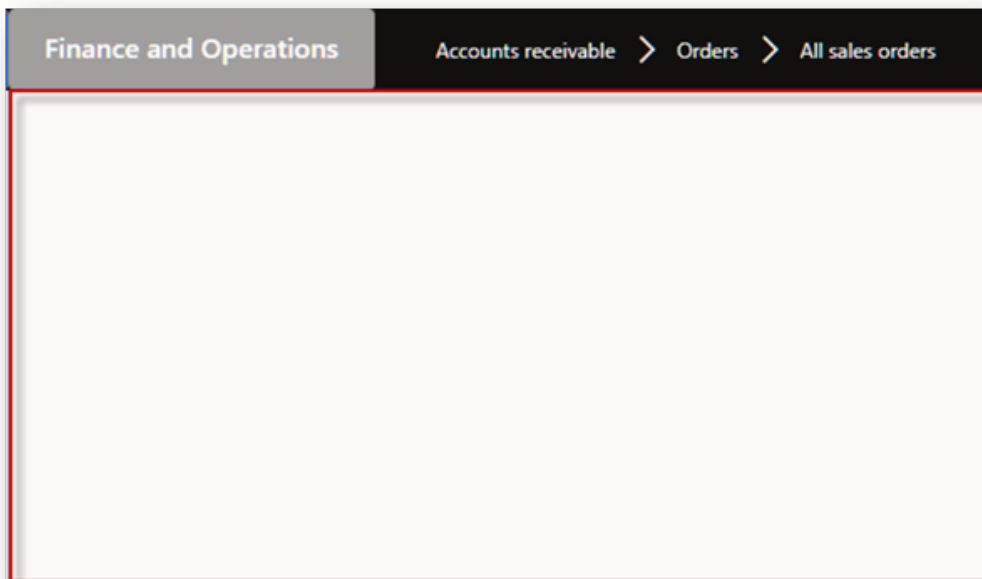 Finance and Operations Accounts receivable > Orders > All sales orders